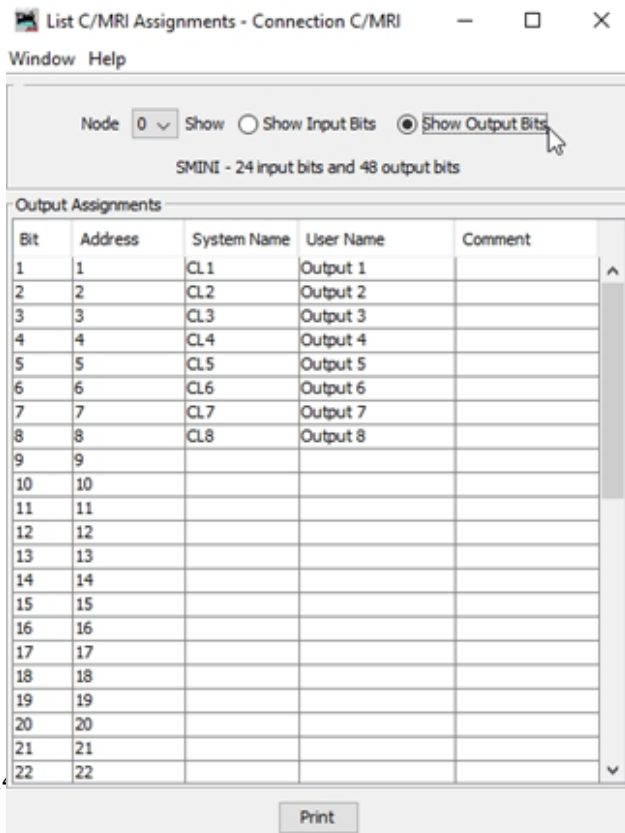 List C/MRI Assignments - Connection C/MRI
Window Help
Node 0 Show Show Input Bits Show Output Bits
SMINI - 24 input bits and 48 output bits
Output Assignments
Bit Address System Name User Name Comment
1 1 CL1 Output 1
2 2 CL2 Output 2
3 3 CL3 Output 3
4 4 CL4 Output 4
5 5 CL5 Output 5
6 6 CL6 Output 6
7 7 CL7 Output 7
8 8 CL8 Output 8
9 9
10 10
11 11
12 12
13 13
14 14
15 15
16 16
17 17
18 18
19 19
20 20
21 21
22 22
Print